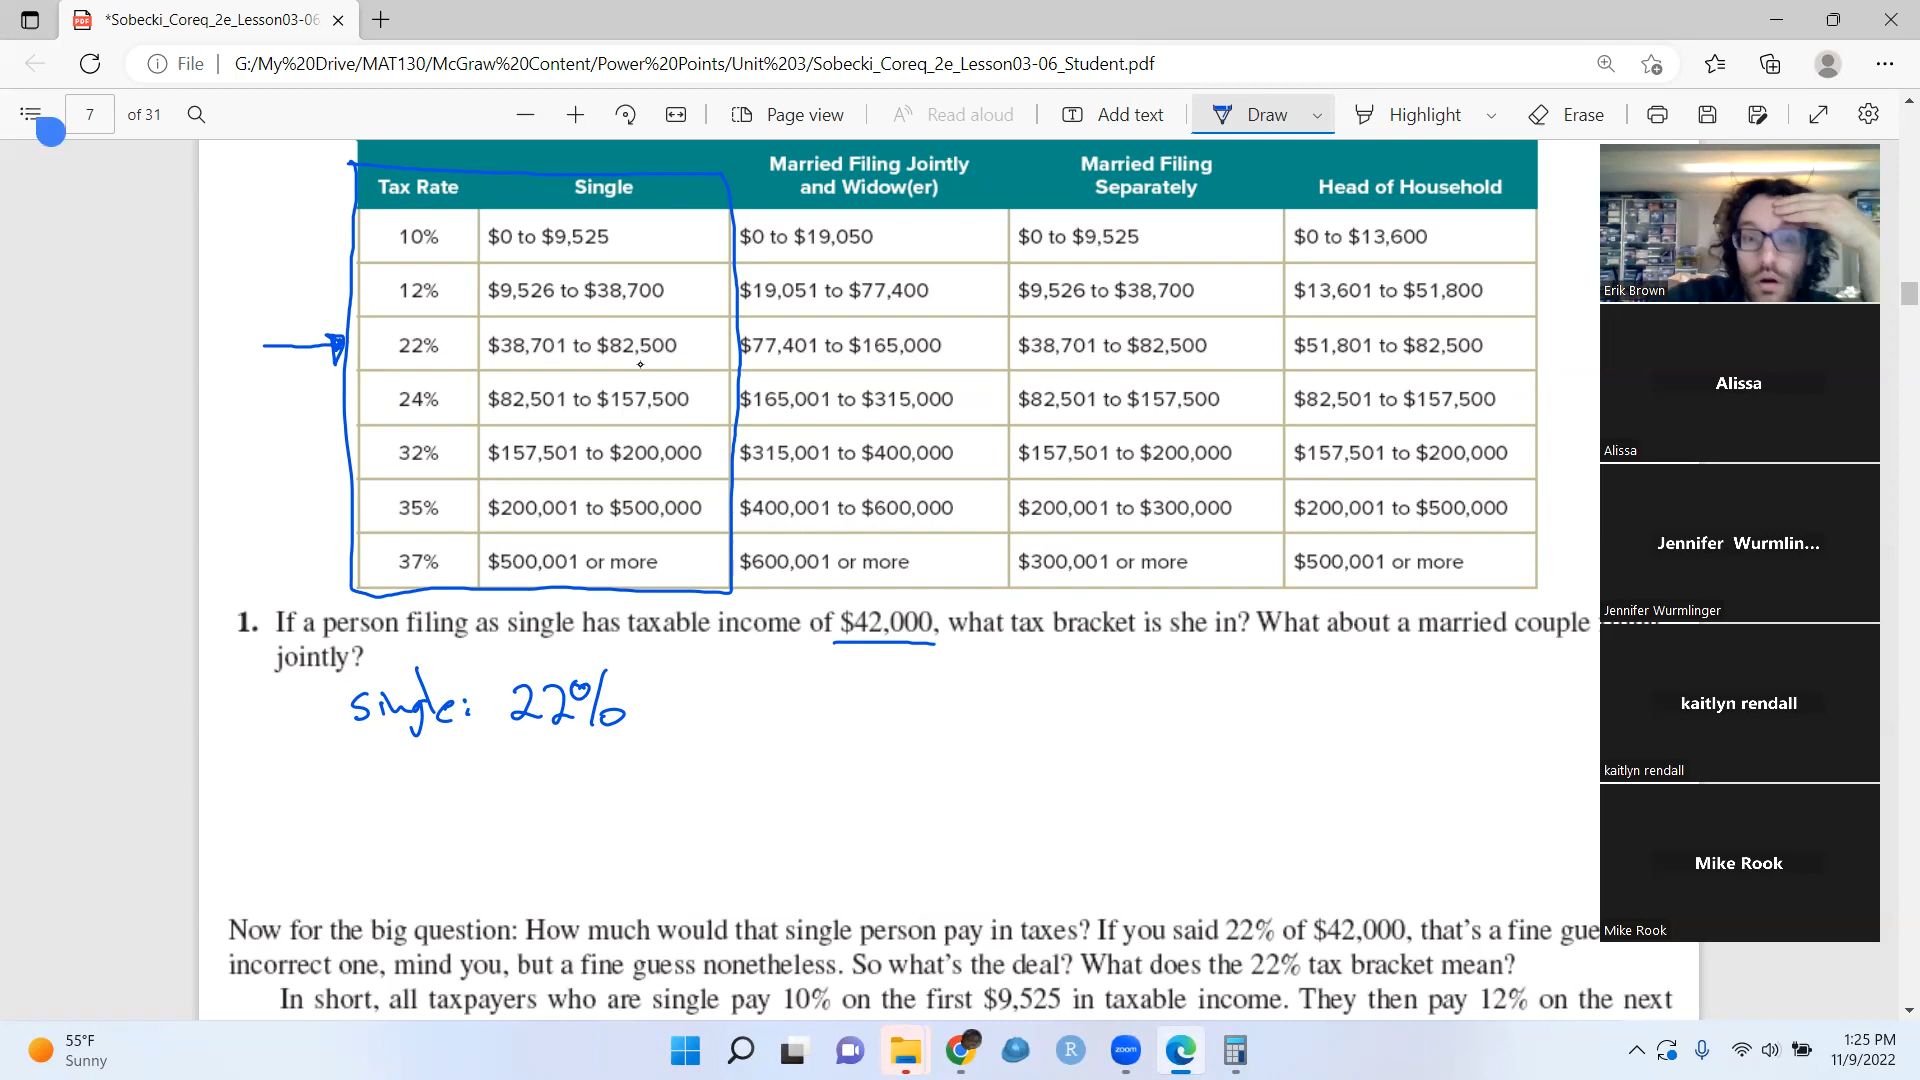 *Sobecki_Coreq_2e_Lesson03-06
File G:/My%20Drive/MAT130/McGraw%20Content/Power%20Points/Unit%203/Sobecki_Coreq_2e_Lesson03-06_Student.pdf
7 of 31 Page view Read aloud Add text Draw Highlight Erase
Tax Rate Single Married Filing Jointly and Widow(er) Married Filing Separately Head of Household
10% $0 to $9,525 $0 to $19,050 $0 to $9,525 $0 to $13,600
12% $9,526 to $38,700 $19,051 to $77,400 $9,526 to $38,700 $13,601 to $51,800
22% $38,701 to $82,500 $77,401 to $165,000 $38,701 to $82,500 $51,801 to $82,500
24% $82,501 to $157,500 $165,001 to $315,000 $82,501 to $157,500 $82,501 to $157,500
32% $157,501 to $200,000 $315,001 to $400,000 $157,501 to $200,000 $157,501 to $200,000
35% $200,001 to $500,000 $400,001 to $600,000 $200,001 to $300,000 $200,001 to $500,000
37% $500,001 or more $600,001 or more $300,001 or more $500,001 or more
1. If a person filing as single has taxable income of $42,000, what tax bracket is she in? What about a married couple
jointly?
single: 22%
Now for the big question: How much would that single person pay in taxes? If you said 22% of $42,000, that's a fine
incorrect one, mind you, but a fine guess nonetheless. So what's the deal? What does the 22% tax bracket mean?
In short, all taxpayers who are single pay 10% on the first $9,525 in taxable income. They then pay 12% on the next
Erik Brown
Alissa
Alissa
Jennifer Wurmlin...
Jennifer Wurmlinger
kaitlyn rendall
kaitlyn rendall
Mike Rook
Mike Rook
55°F
Sunny
zoom
R
1:25 PM
11/9/2022